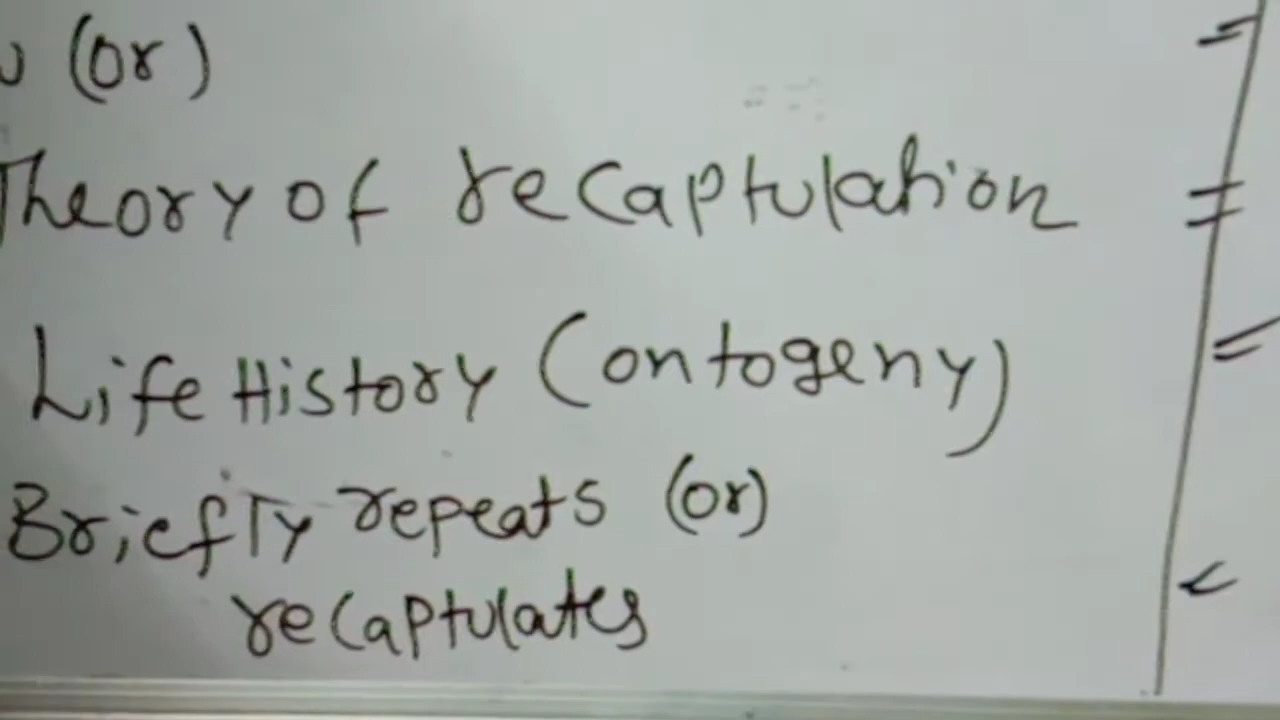 (or)
Theory of recaptulation
Life History (ontogeny)
Briefly repeats (or)
recaptulates